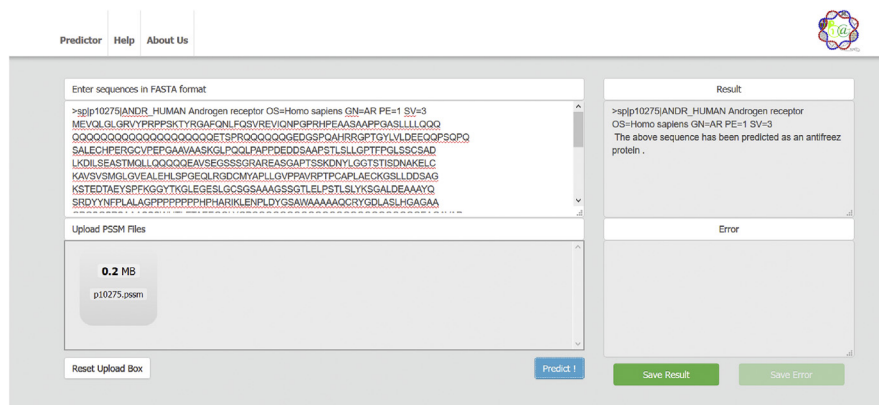 Predictor Help About Us
Enter sequences in FASTA format
>sp|p10275|ANDR_HUMAN Androgen receptor OS=Homo sapiens GN=AR PE=1 SV=3
MEVQLGLGRVYPRPPSKTYRGAFQNLFQSVREVIQNPGPRHPEAASAAPPGASLLLLQQQ
QQQQQQQQQQQQQQQQQQQQETSPRQQQQQQGEDGSPQAHRRGPTGYLVLDEEQQPSQPQ
SALECHPERGCVPEPGAAVAASKGLPQQLPAPPDEDDSAAPSTLSLLGPTFPGLSSCSAD
LKDILSEASTMQLLQQQQQEAVSEGSSSGRAREASGAPTSSKDNYLGGTSTISDNAKELC
KAVSVSMGLGVEALEHLSPGEQLRGDCMYAPLLGVPPAVRPTPCAPLAECKGSLLDDSAG
KSTEDTAEYSPFKGGYTKGLEGESLGCSGSAAAGSSGTLELPSTLSLYKSGALDEAAAYQ
SRDYYNFPLALAGPPPPPPPPHPHARIKLENPLDYGSAWAAAAAQCRYGDLASLHGAGAA
Upload PSSM Files
0.2 MB
p10275.pssm
Reset Upload Box
Predict !
Result
>sp|p10275|ANDR_HUMAN Androgen receptor
OS=Homo sapiens GN=AR PE=1 SV=3
The above sequence has been predicted as an antifreez
protein .
Error
Save Result
Save Error